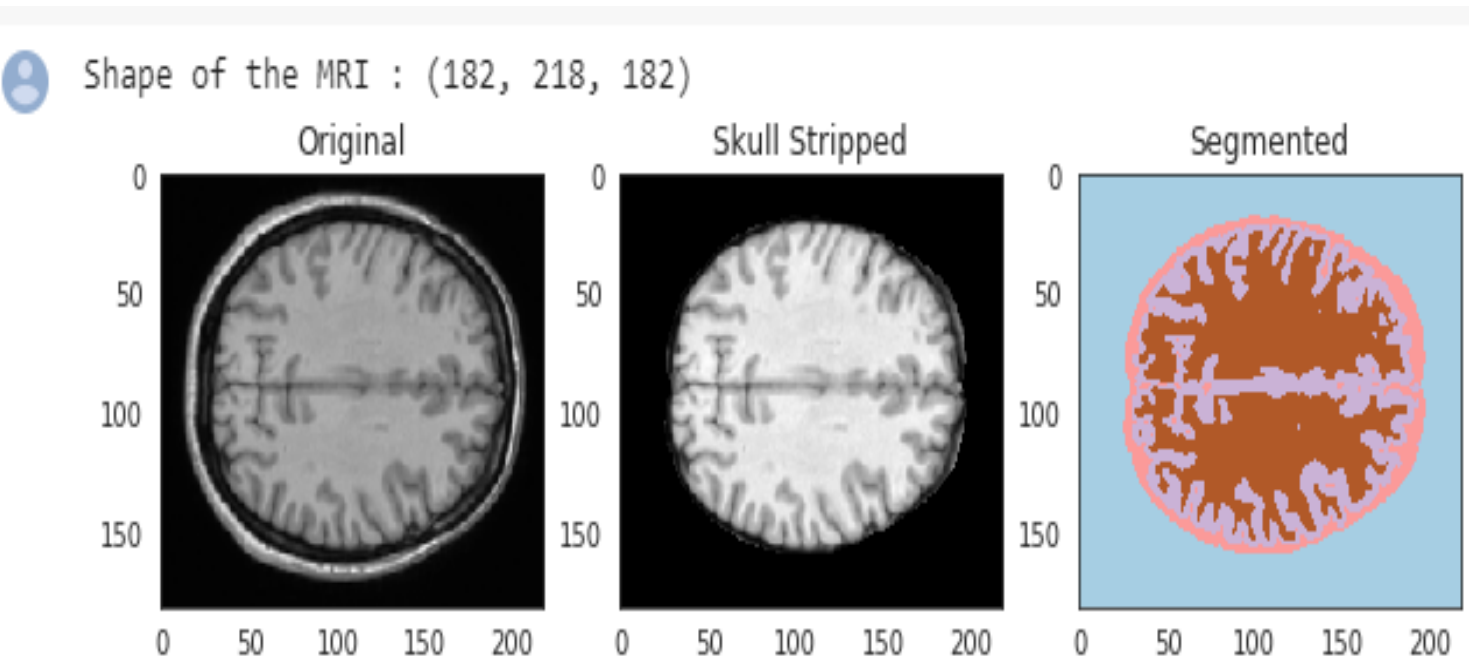 Shape of the MRI : (182, 218, 182)
Original Skull Stripped Segmented
0 0 0
50 50 50
100 100 100
150 150 150
0 50 100 150 200 0 50 100 150 200 0 50 100 150 200